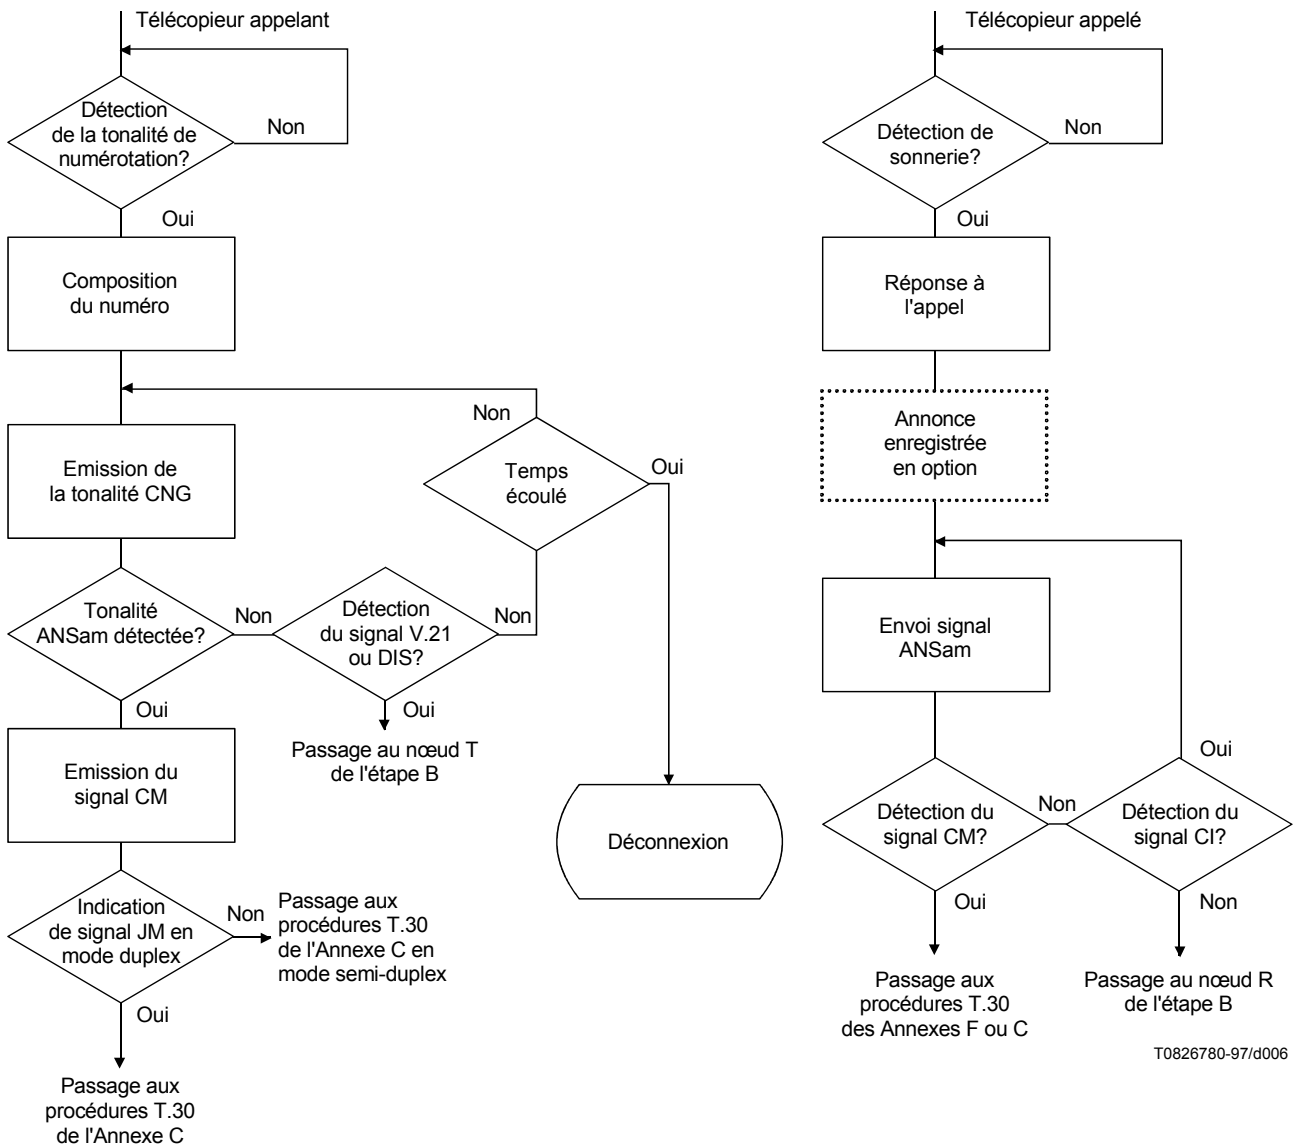 Télécopieur appelant
Détection
de la tonalité de
numérotation?
Non
Oui
Composition
du numéro
Emission de
la tonalité CNG
Tonalité
ANSam détectée?
Non
Oui
Détection
du signal V.21
ou DIS?
Non
Oui
Passage au nœud T
de l'étape B
Temps
écoulé
Non
Oui
Déconnexion
Emission du
signal CM
Indication
de signal JM en
mode duplex
Non
Passage aux
procédures T.30
de l'Annexe C en
mode semi-duplex
Oui
Passage aux
procédures T.30
de l'Annexe C
Télécopieur appelé
Détection de
sonnerie?
Non
Oui
Réponse à
l'appel
Annonce
enregistrée
en option
Envoi signal
ANSam
Détection du
signal CM?
Non
Oui
Passage aux
procédures T.30
des Annexes F ou C
Détection du
signal CI?
Oui
Non
Passage au nœud R
de l'étape B
T0826780-97/d006